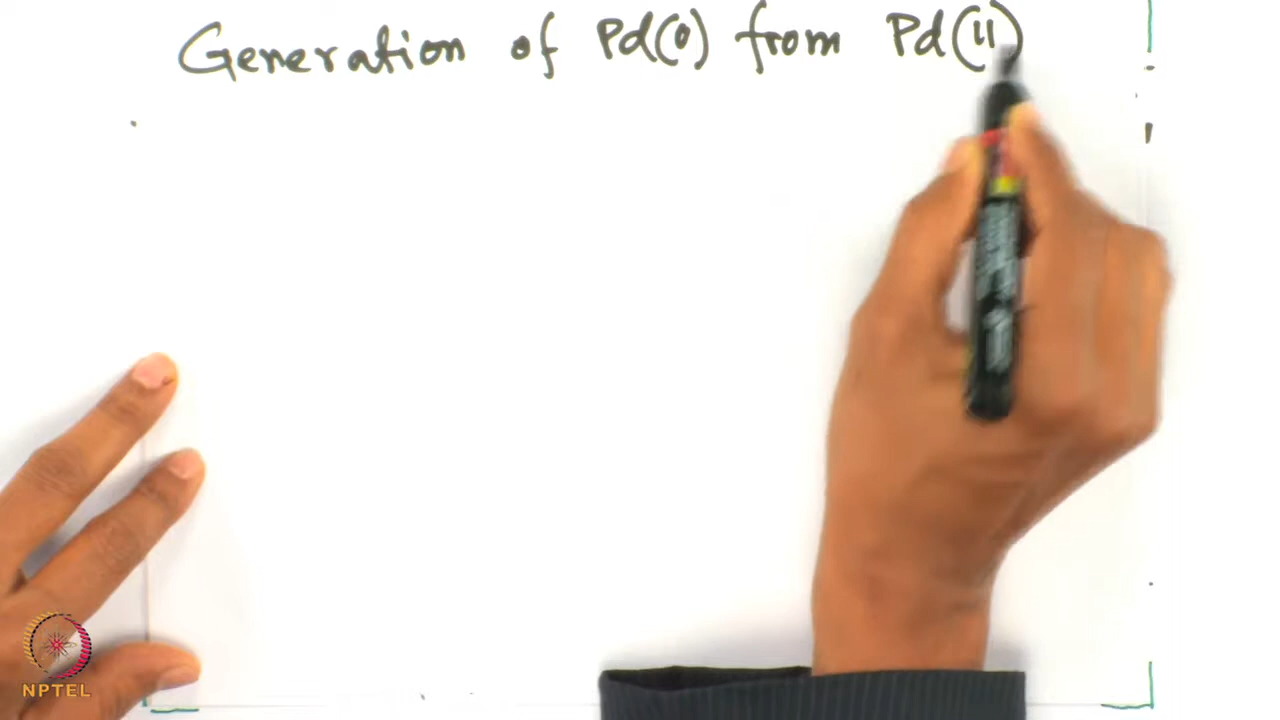 Generation of Pd(0) from Pd(II)
NPTEL